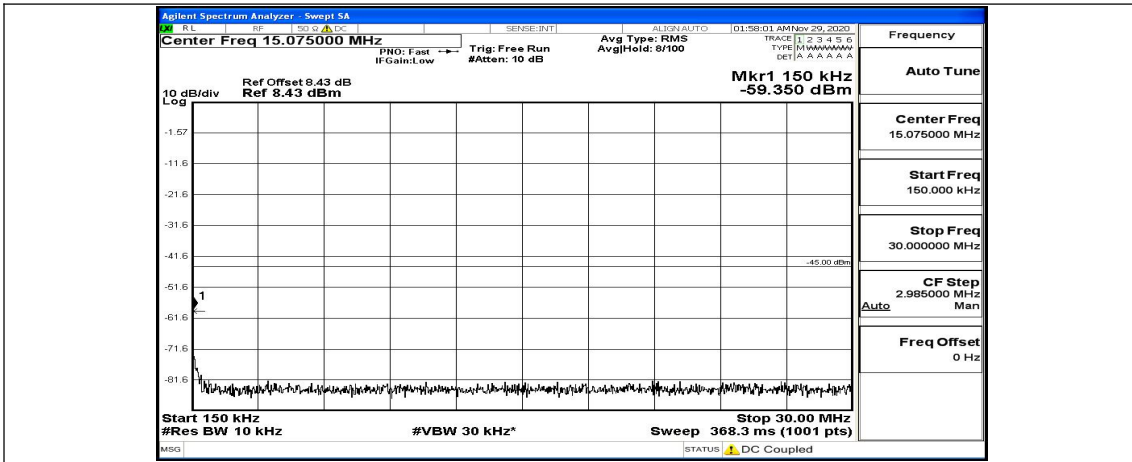 Agilent Spectrum Analyzer - Swept SA
RL RF 50 Ω DC SENSE:INT ALIGN AUTO 01:58:01 AM Nov 29, 2020
Center Freq 15.075000 MHz
PNO: Fast Trig: Free Run Avg Type: RMS TRACE 1 2 3 4 5 6
IFGain:Low #Atten: 10 dB Avg|Hold: 8/100 TYPE M WWWWW
DET A A A A A A
Ref Offset 8.43 dB Mkr1 150 kHz
10 dB/div Ref 8.43 dBm -59.350 dBm
Log
-1.57
-11.6
-21.6
-31.6
-41.6
-45.00 dBm
-51.6
1
-61.6
-71.6
-81.6
Start 150 kHz Stop 30.00 MHz
#Res BW 10 kHz #VBW 30 kHz* Sweep 368.3 ms (1001 pts)
MSG STATUS DC Coupled
Frequency
Auto Tune
Center Freq
15.075000 MHz
Start Freq
150.000 kHz
Stop Freq
30.000000 MHz
CF Step
2.985000 MHz
Auto Man
Freq Offset
0 Hz